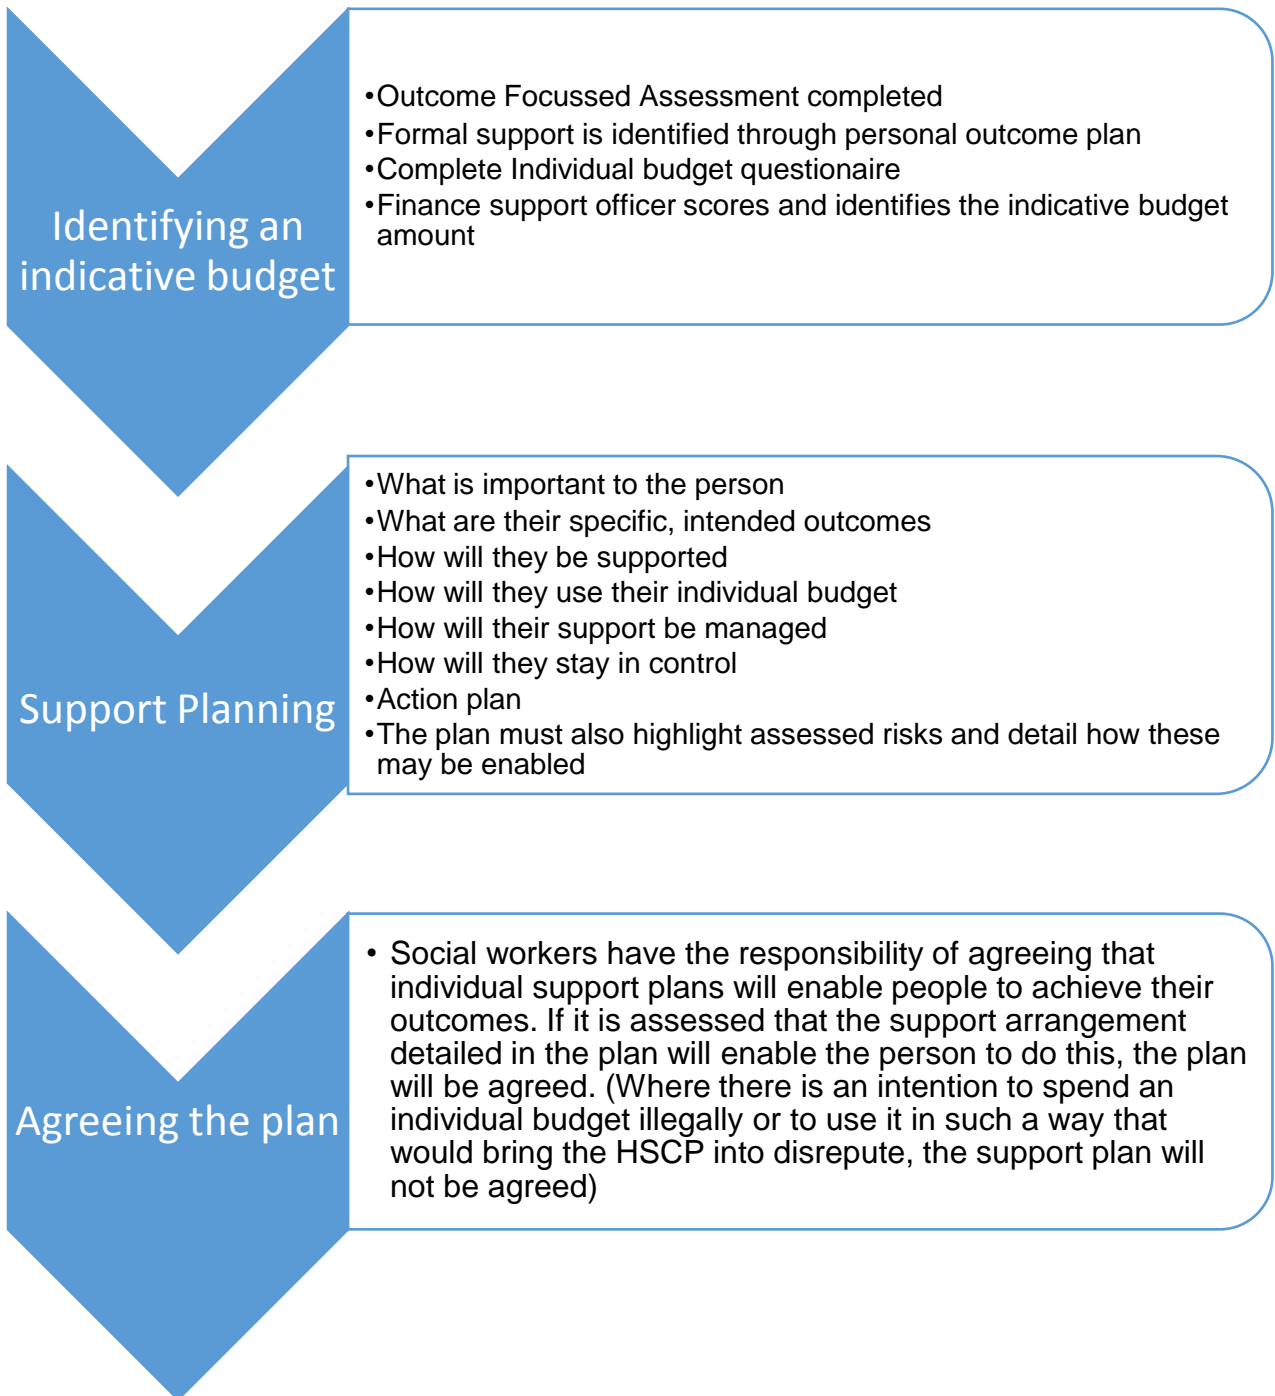 Identifying an
indicative budget
•Outcome Focussed Assessment completed
•Formal support is identified through personal outcome plan
•Complete Individual budget questionaire
•Finance support officer scores and identifies the indicative budget
amount
Support Planning
•What is important to the person
•What are their specific, intended outcomes
•How will they be supported
•How will they use their individual budget
•How will their support be managed
•How will they stay in control
•Action plan
•The plan must also highlight assessed risks and detail how these
may be enabled
Agreeing the plan
• Social workers have the responsibility of agreeing that
individual support plans will enable people to achieve their
outcomes. If it is assessed that the support arrangement
detailed in the plan will enable the person to do this, the plan
will be agreed. (Where there is an intention to spend an
individual budget illegally or to use it in such a way that
would bring the HSCP into disrepute, the support plan will
not be agreed)